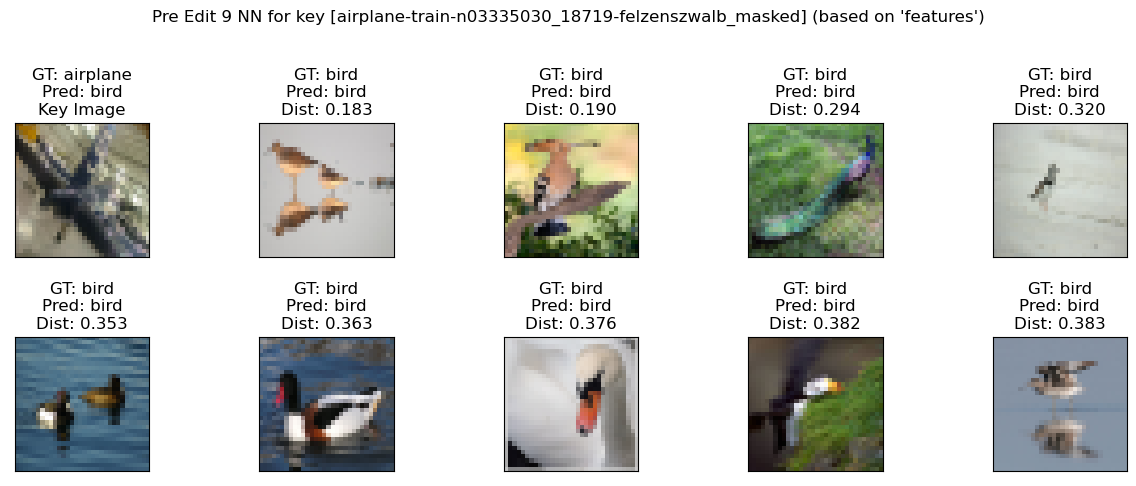 Pre Edit 9 NN for key [airplane-train-n03335030_18719-felzenszwalb_masked] (based on 'features')
GT: airplane
Pred: bird
Key Image
GT: bird
Pred: bird
Dist: 0.183
GT: bird
Pred: bird
Dist: 0.190
GT: bird
Pred: bird
Dist: 0.294
GT: bird
Pred: bird
Dist: 0.320
GT: bird
Pred: bird
Dist: 0.353
GT: bird
Pred: bird
Dist: 0.363
GT: bird
Pred: bird
Dist: 0.376
GT: bird
Pred: bird
Dist: 0.382
GT: bird
Pred: bird
Dist: 0.383